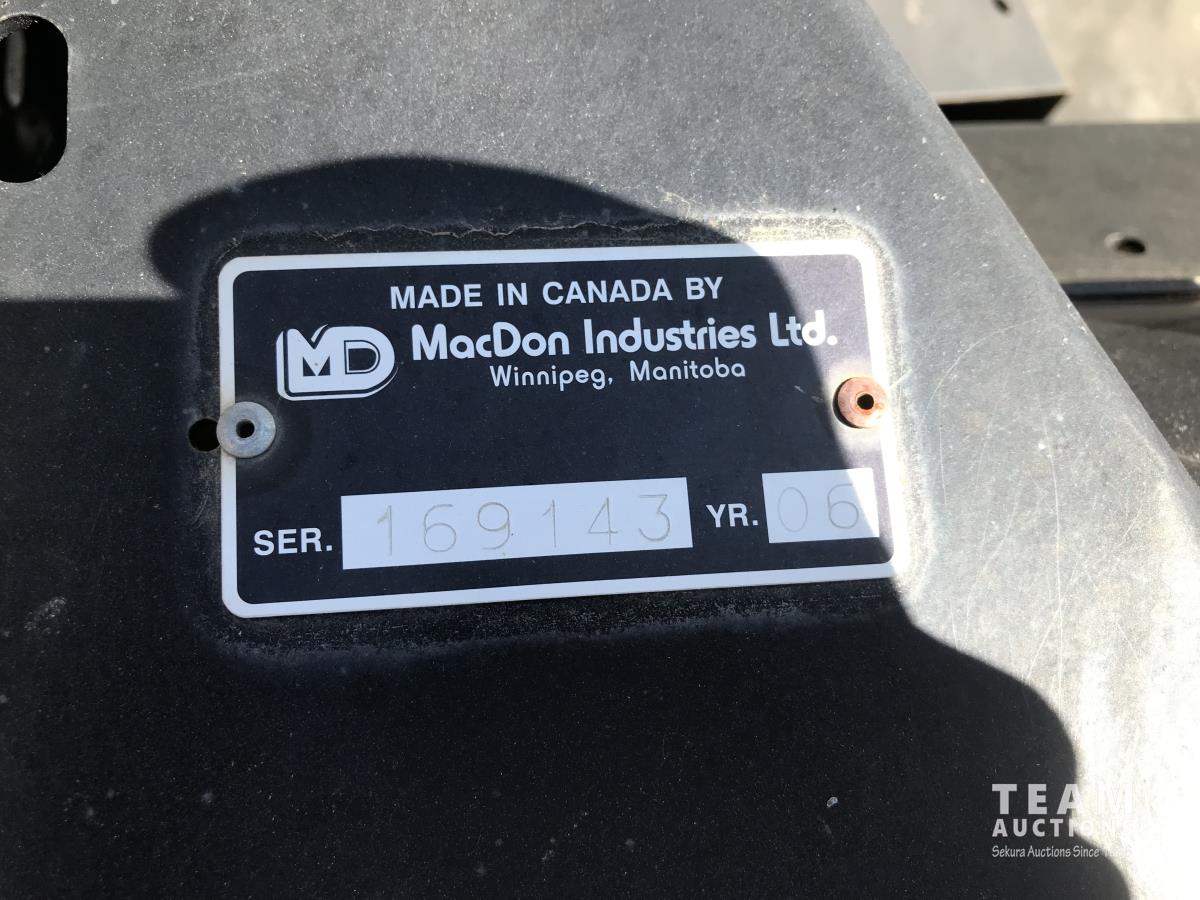 MADE IN CANADA BY
MD MacDon Industries Ltd.
Winnipeg, Manitoba
SER. 169143 YR. 06
TEAM
AUCTION
Sekura Auctions Since